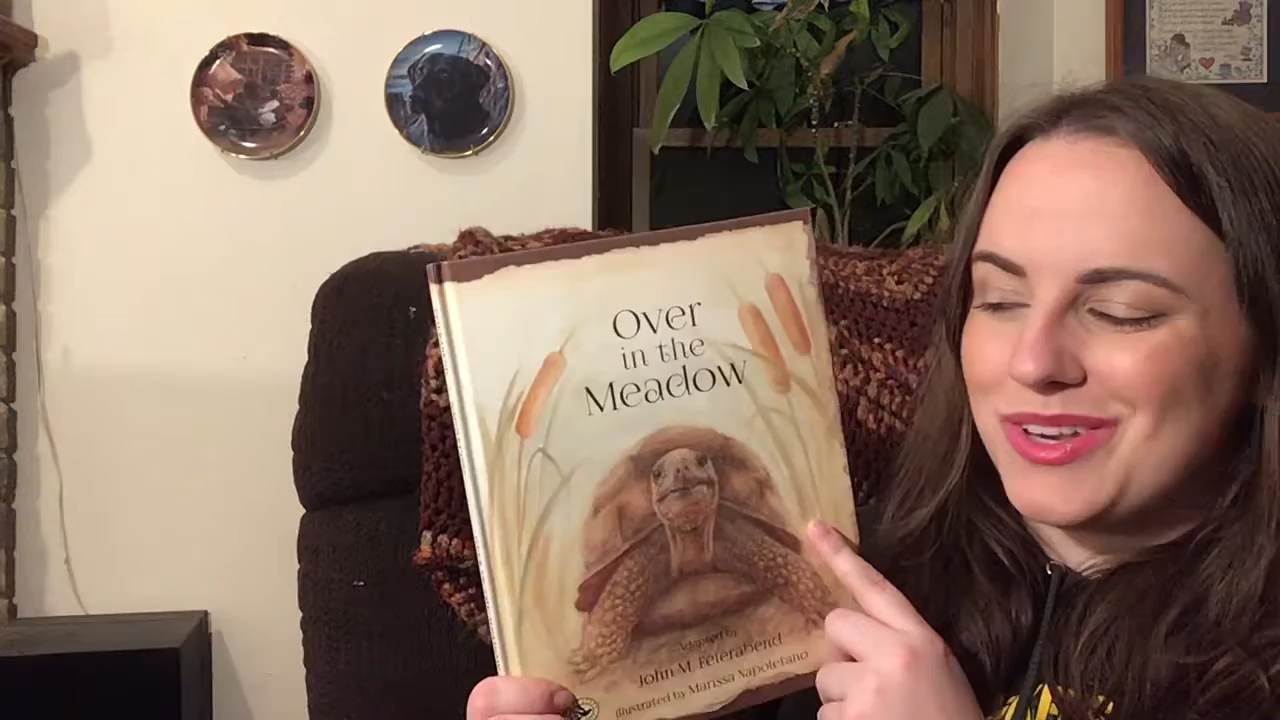 Over
in the
Meadow
Adapted by
John M. Feierabend
Illustrated by Marissa Napoletano